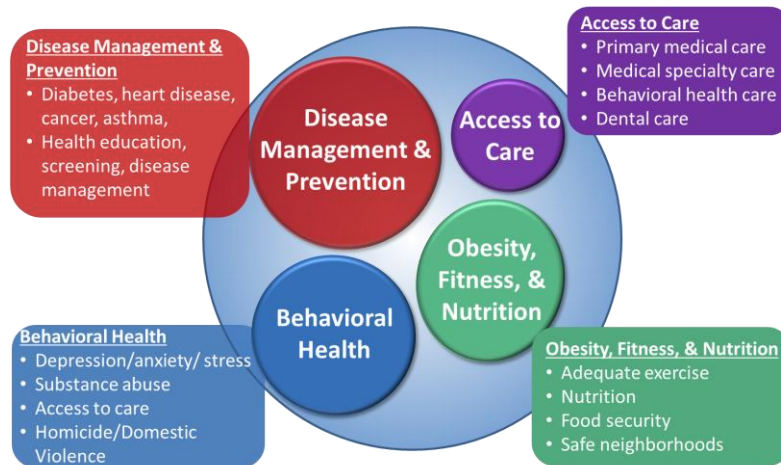 Disease Management &
Prevention
• Diabetes, heart disease,
cancer, asthma,
• Health education,
screening, disease
management
Access to Care
• Primary medical care
• Medical specialty care
• Behavioral health care
• Dental care
Disease
Management &
Prevention
Access to
Care
Behavioral
Health
Obesity,
Fitness, &
Nutrition
Behavioral Health
• Depression/anxiety/ stress
• Substance abuse
• Access to care
• Homicide/Domestic
Violence
Obesity, Fitness, & Nutrition
• Adequate exercise
• Nutrition
• Food security
• Safe neighborhoods